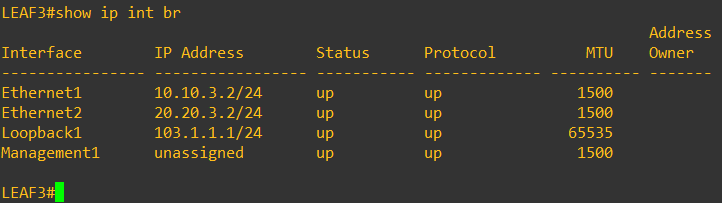 LEAF3#show ip int br
                                                                                 Address
Interface        IP Address      Status      Protocol             MTU    Owner
---------------- --------------- ----------- ------------- ---------- -------
Ethernet1        10.10.3.2/24    up          up                  1500
Ethernet2        20.20.3.2/24    up          up                  1500
Loopback1        103.1.1.1/24    up          up                 65535
Management1      unassigned      up          up                  1500
LEAF3#